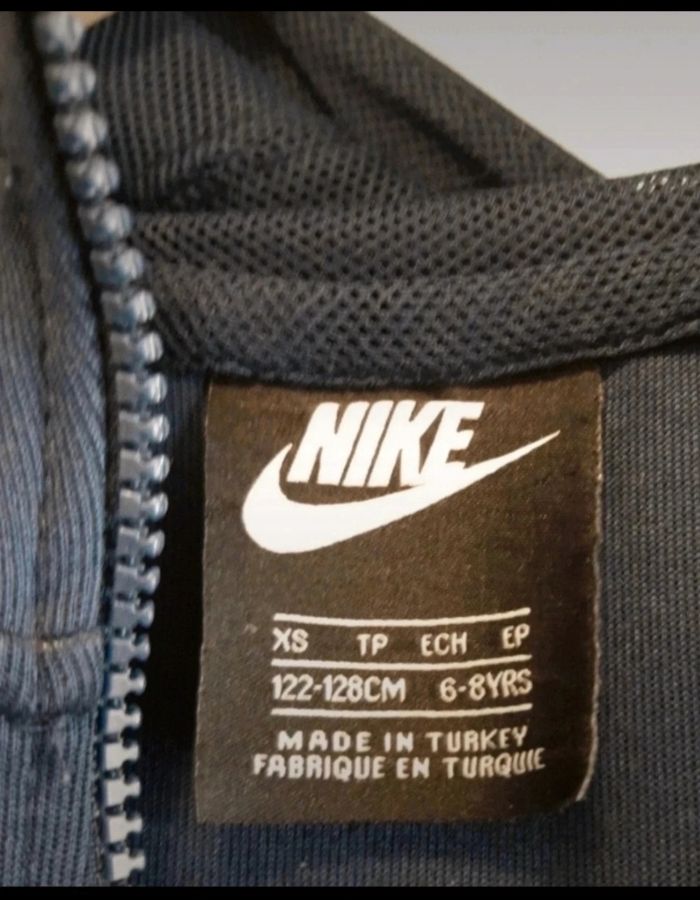 NIKE
XS TP ECH EP
122-128CM 6-8YRS
MADE IN TURKEY
FABRIQUE EN TURQUIE